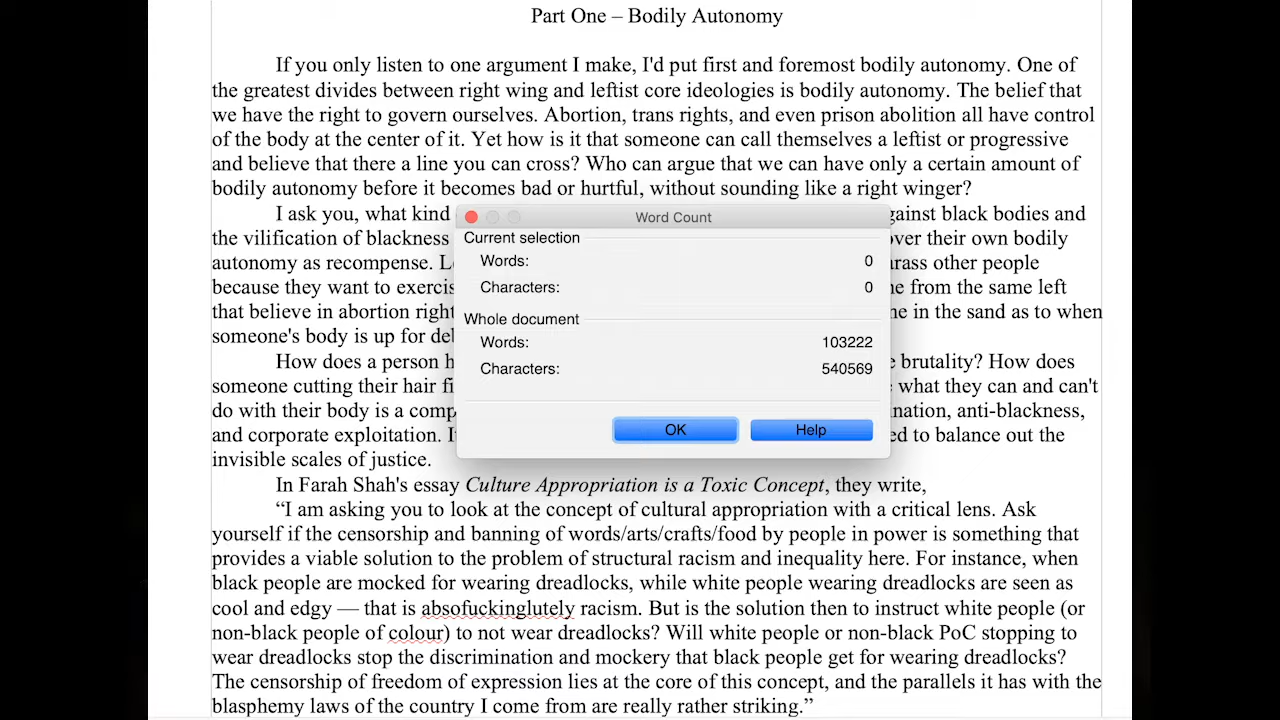 Part One – Bodily Autonomy
If you only listen to one argument I make, I'd put first and foremost bodily autonomy. One of
the greatest divides between right wing and leftist core ideologies is bodily autonomy. The belief that
we have the right to govern ourselves. Abortion, trans rights, and even prison abolition all have control
of the body at the center of it. Yet how is it that someone can call themselves a leftist or progressive
and believe that there a line you can cross? Who can argue that we can have only a certain amount of
bodily autonomy before it becomes bad or hurtful, without sounding like a right winger?
I ask you, what kind
gainst black bodies and
the vilification of blackness
over their own bodily
autonomy as recompense.
arass other people
because they want to
from the same left
that believe in abortion
in the sand as to when
someone's body is up for
How does a person
brutality? How does
someone cutting their hair
what they can and can't
do with their body is a
ination, anti-blackness,
and corporate exploitation.
ed to balance out the
invisible scales of justice.
Word Count
Current selection
Words: 0
Characters: 0
Whole document
Words: 103222
Characters: 540569
OK Help
In Farah Shah's essay Culture Appropriation is a Toxic Concept, they write,
“I am asking you to look at the concept of cultural appropriation with a critical lens. Ask
yourself if the censorship and banning of words/arts/crafts/food by people in power is something that
provides a viable solution to the problem of structural racism and inequality here. For instance, when
black people are mocked for wearing dreadlocks, while white people wearing dreadlocks are seen as
cool and edgy — that is absofuckinglutely racism. But is the solution then to instruct white people (or
non-black people of colour) to not wear dreadlocks? Will white people or non-black PoC stopping to
wear dreadlocks stop the discrimination and mockery that black people get for wearing dreadlocks?
The censorship of freedom of expression lies at the core of this concept, and the parallels it has with the
blasphemy laws of the country I come from are really rather striking.”